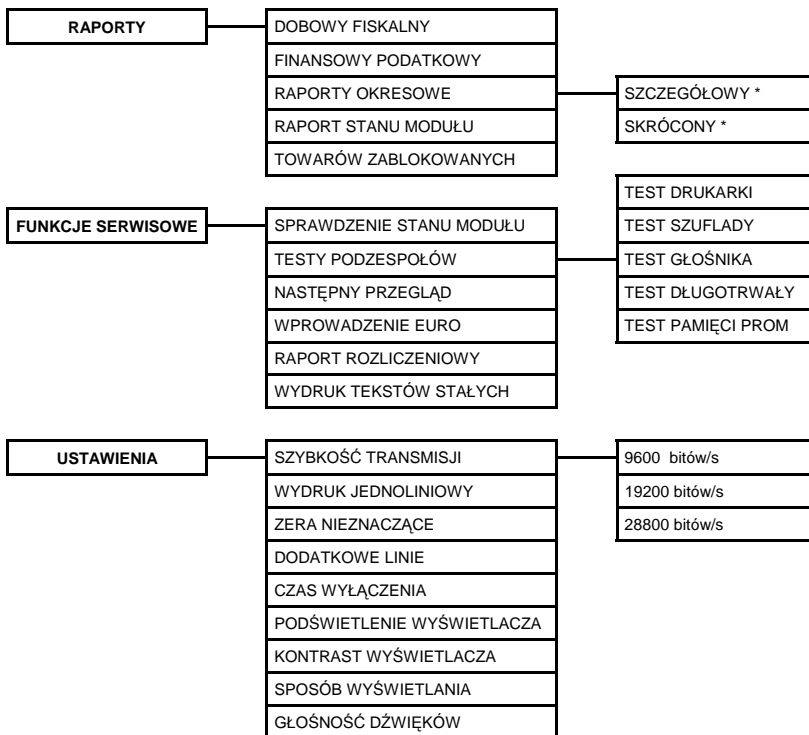 RAPORTY
DOBOWY FISKALNY
FINANSOWY PODATKOWY
RAPORTY OKRESOWE
SZCZEGÓŁOWY *
RAPORT STANU MODUŁU
SKRÓCONY *
TOWARÓW ZABLOKOWANYCH
TEST DRUKARKI
FUNKCJE SERWISOWE
SPRAWDZENIE STANU MODUŁU
TEST SZUFLADY
TESTY PODZESPOŁÓW
TEST GŁOŚNIKA
NASTĘPNY PRZEGLĄD
TEST DŁUGOTRWAŁY
WPROWADZENIE EURO
TEST PAMIĘCI PROM
RAPORT ROZLICZENIOWY
WYDRUK TEKSTÓW STAŁYCH
USTAWIENIA
SZYBKOŚĆ TRANSMISJI
9600 bitów/s
WYDRUK JEDNOLINIOWY
19200 bitów/s
ZERA NIEZNACZĄCE
28800 bitów/s
DODATKOWE LINIE
CZAS WYŁĄCZENIA
PODŚWIETLENIE WYŚWIETLACZA
KONTRAST WYŚWIETLACZA
SPOSÓB WYŚWIETLANIA
GŁOŚNOŚĆ DŹWIĘKÓW